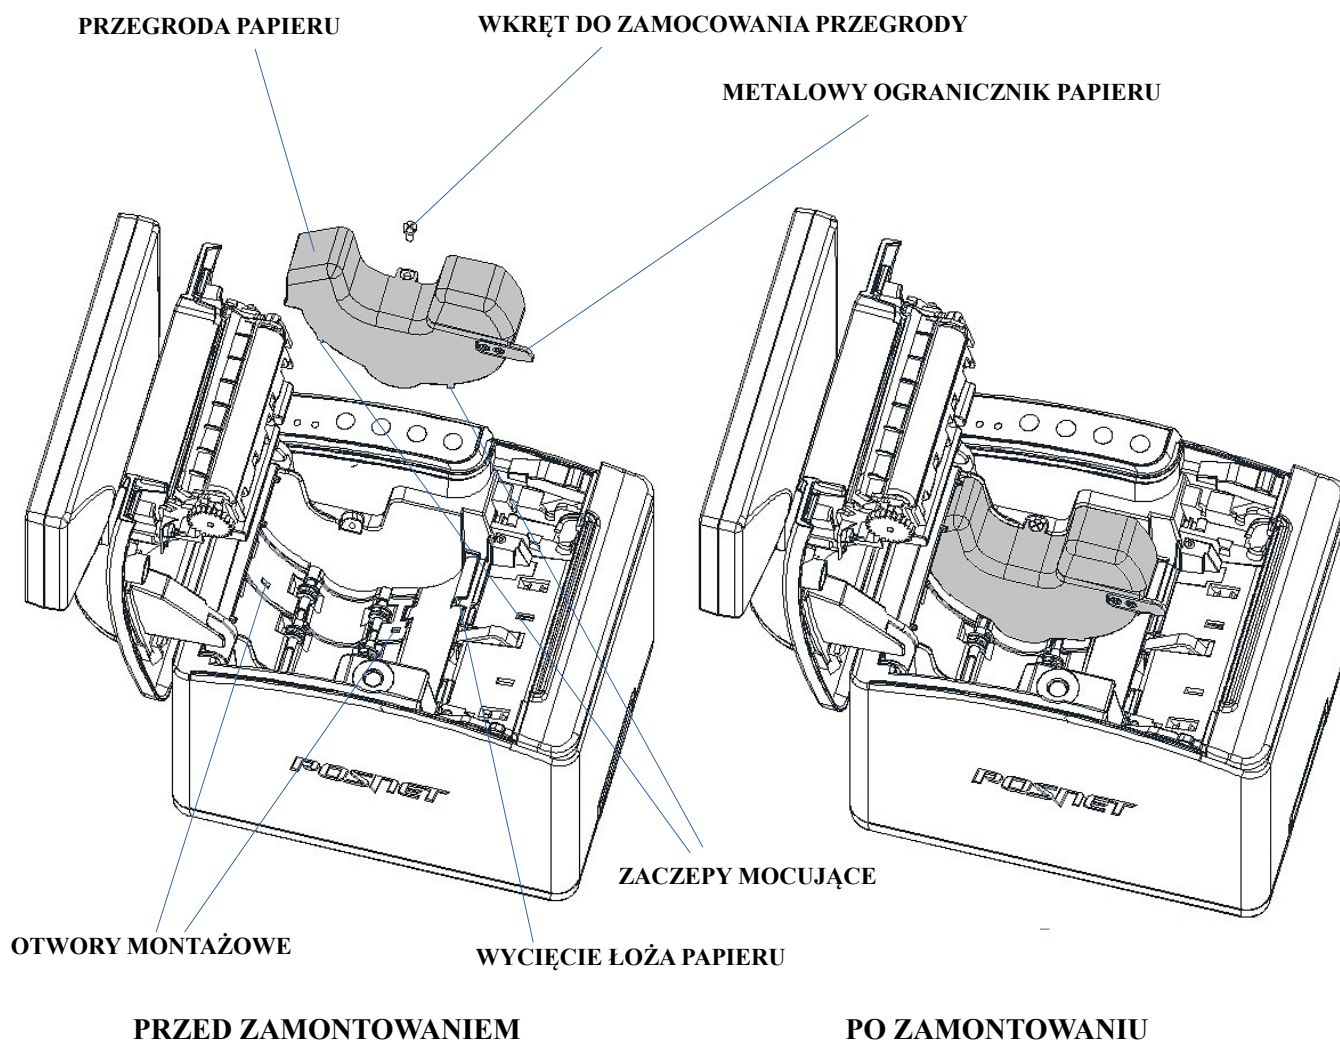 PRZEGRODA PAPIERU
WKRĘT DO ZAMOCOWANIA PRZEGRODY
METALOWY OGRANICZNIK PAPIERU
POSNET
POSNET
ZACZEPY MOCUJĄCE
OTWORY MONTAŻOWE
WYCIĘCIE ŁOŻA PAPIERU
PRZED ZAMONTOWANIEM
PO ZAMONTOWANIU